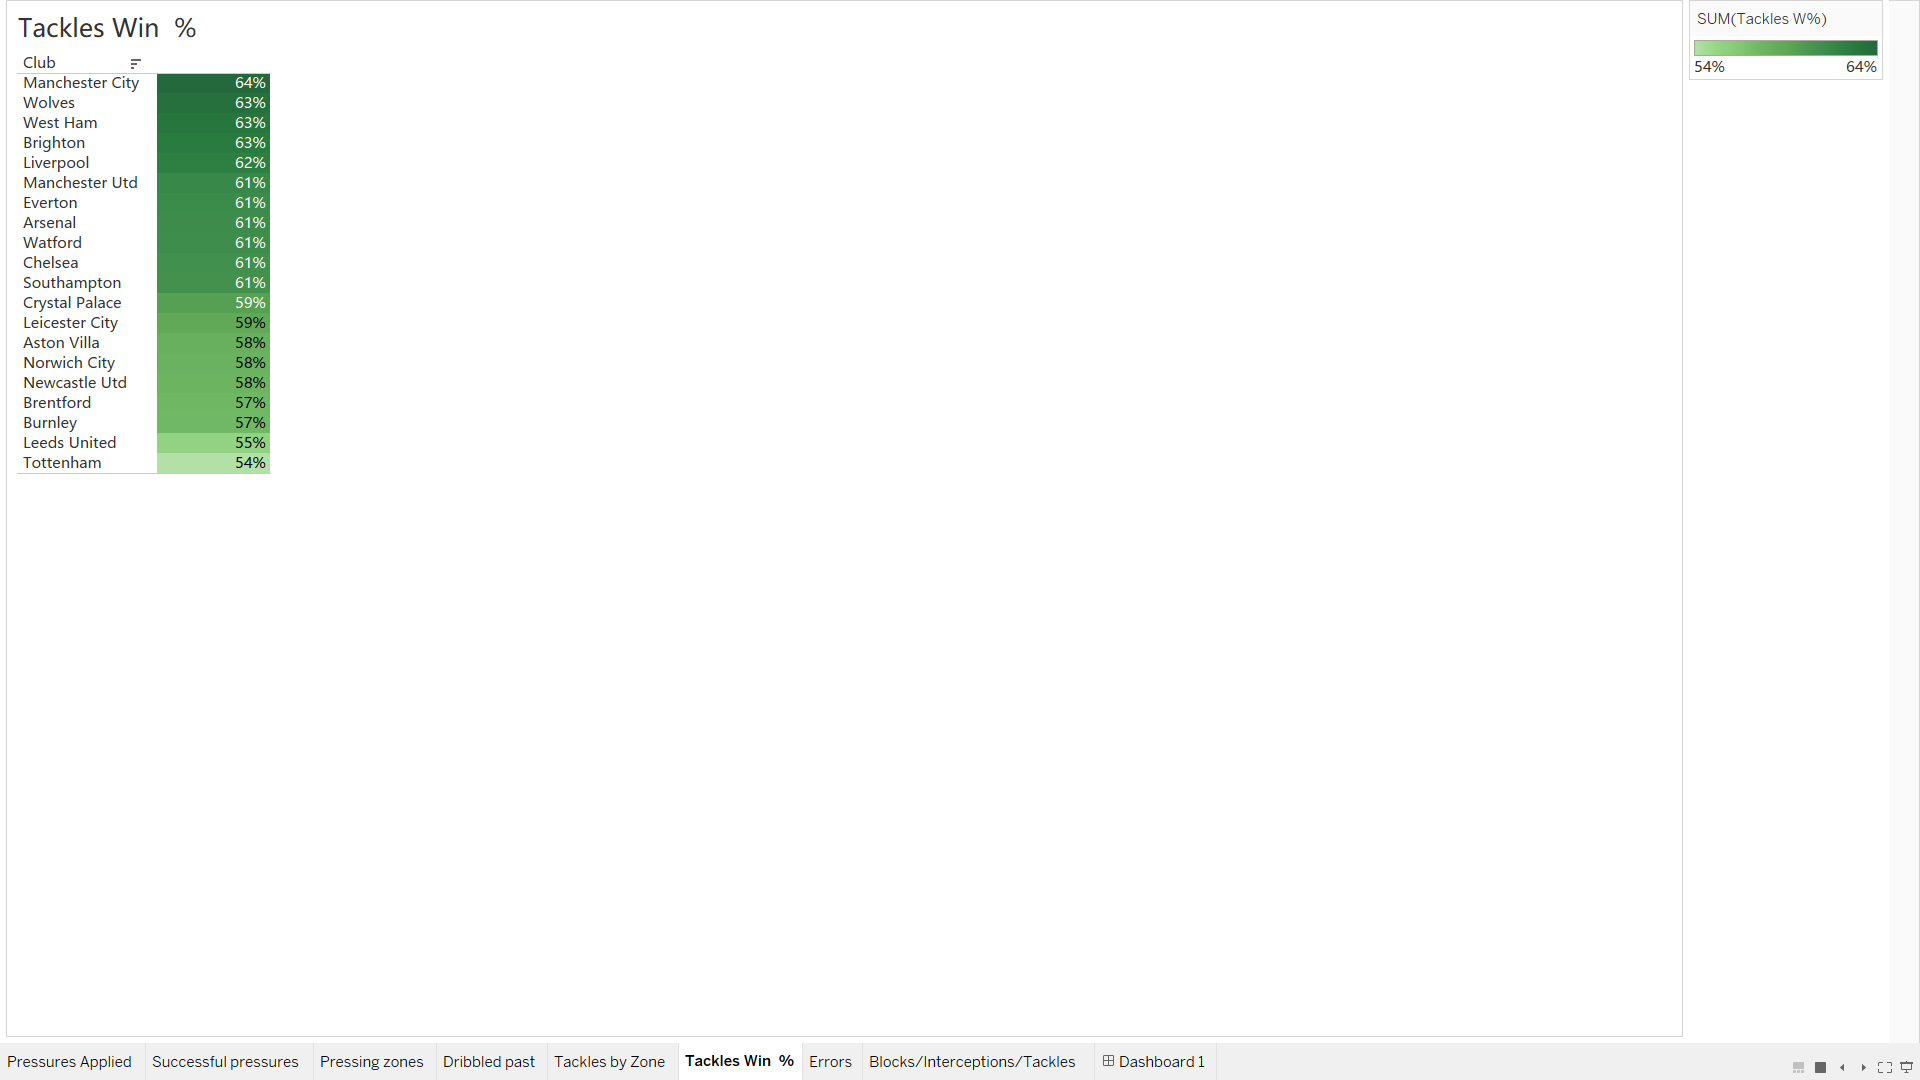 Tackles Win %
Club
Manchester City 64%
Wolves 63%
West Ham 63%
Brighton 63%
Liverpool 62%
Manchester Utd 61%
Everton 61%
Arsenal 61%
Watford 61%
Chelsea 61%
Southampton 61%
Crystal Palace 59%
Leicester City 59%
Aston Villa 58%
Norwich City 58%
Newcastle Utd 58%
Brentford 57%
Burnley 57%
Leeds United 55%
Tottenham 54%
SUM(Tackles W%)
54% 64%
Pressures Applied Successful pressures Pressing zones Dribbled past Tackles by Zone Tackles Win % Errors Blocks/Interceptions/Tackles Dashboard 1